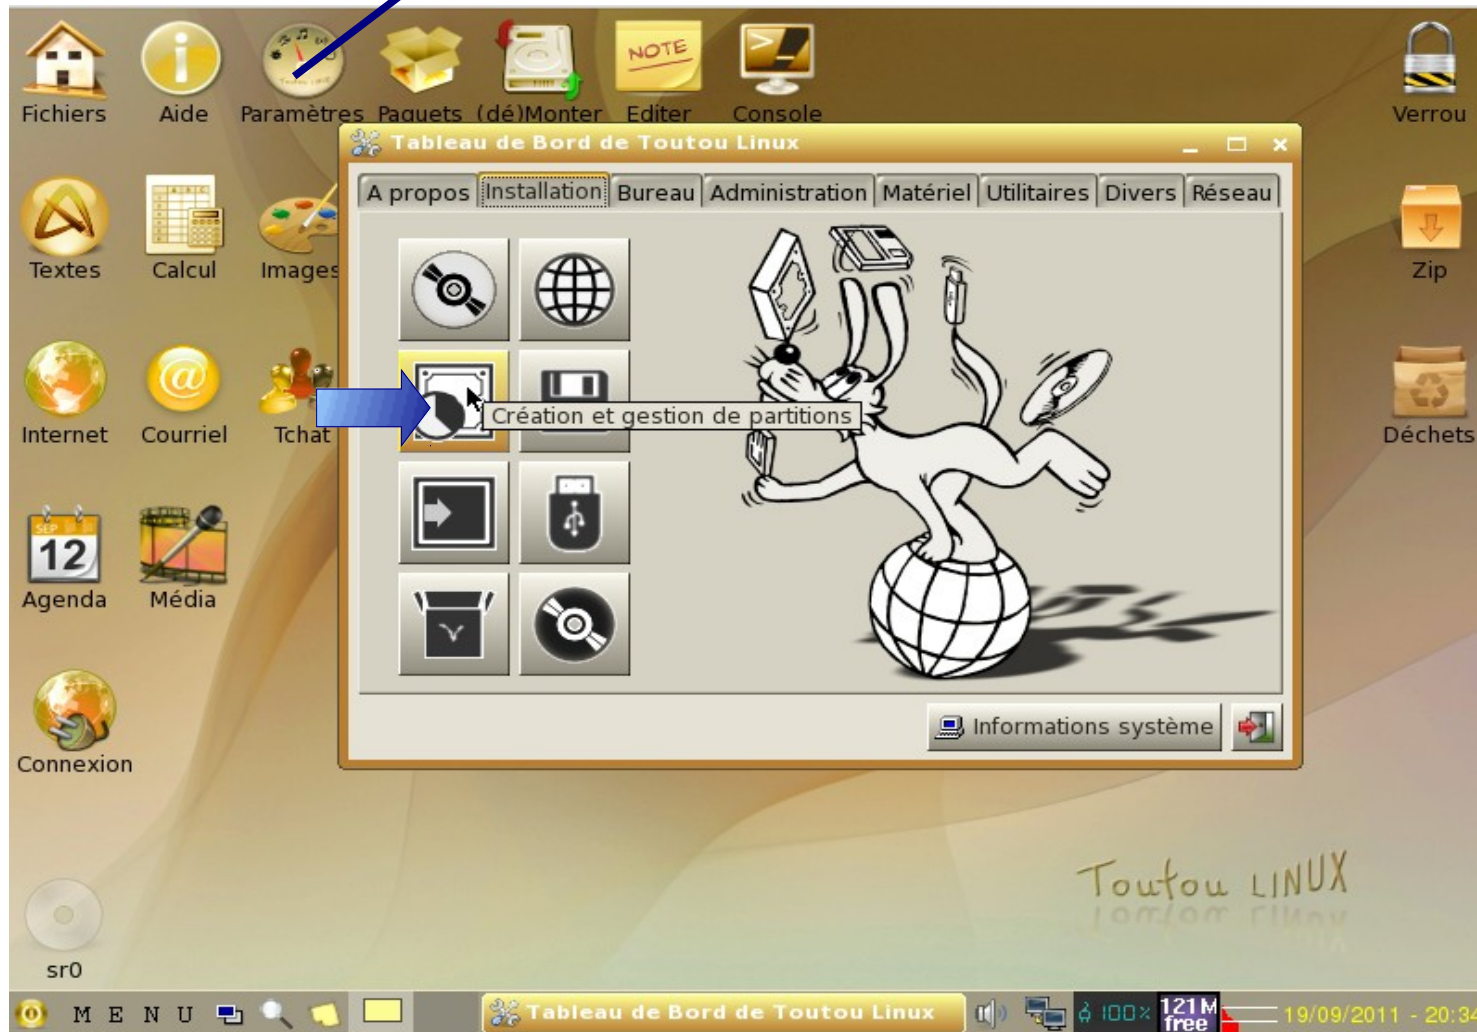 NOTE
Fichiers Aide Paramètres Paquets (dé)Monter Editer Console Verrou
Tableau de Bord de Toutou Linux
A propos Installation Bureau Administration Matériel Utilitaires Divers Réseau
Textes Calcul Images Zip
Création et gestion de partitions
Internet Courriel Tchat Déchets
SEP
12
Agenda Média
Informations système
Connexion
Toutou LINUX
sr0
MENU Tableau de Bord de Toutou Linux 100% 121M free 19/09/2011 - 20:34